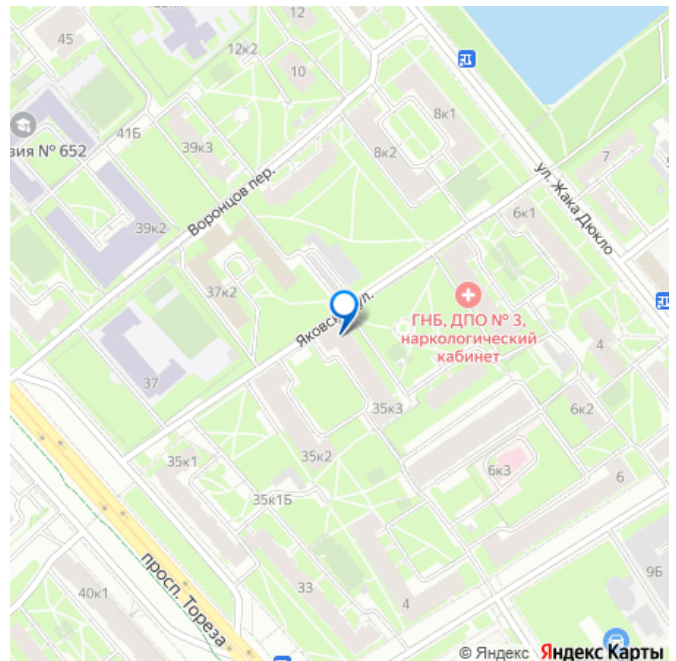 12
45
12к2
10
8к1
41Б
39к3
8к2
7
зия № 652
Воронцов пер.
ул. Жака Дюкло
6к1
39к2
37к2
ГНБ, ДПО № 3,
наркологический
кабинет
4
37
35к3
6к2
35к1
35к2
6к3
6
35к1Б
просп. Тореза
33
4
9Б
40к1
© Яндекс Яндекс Карты